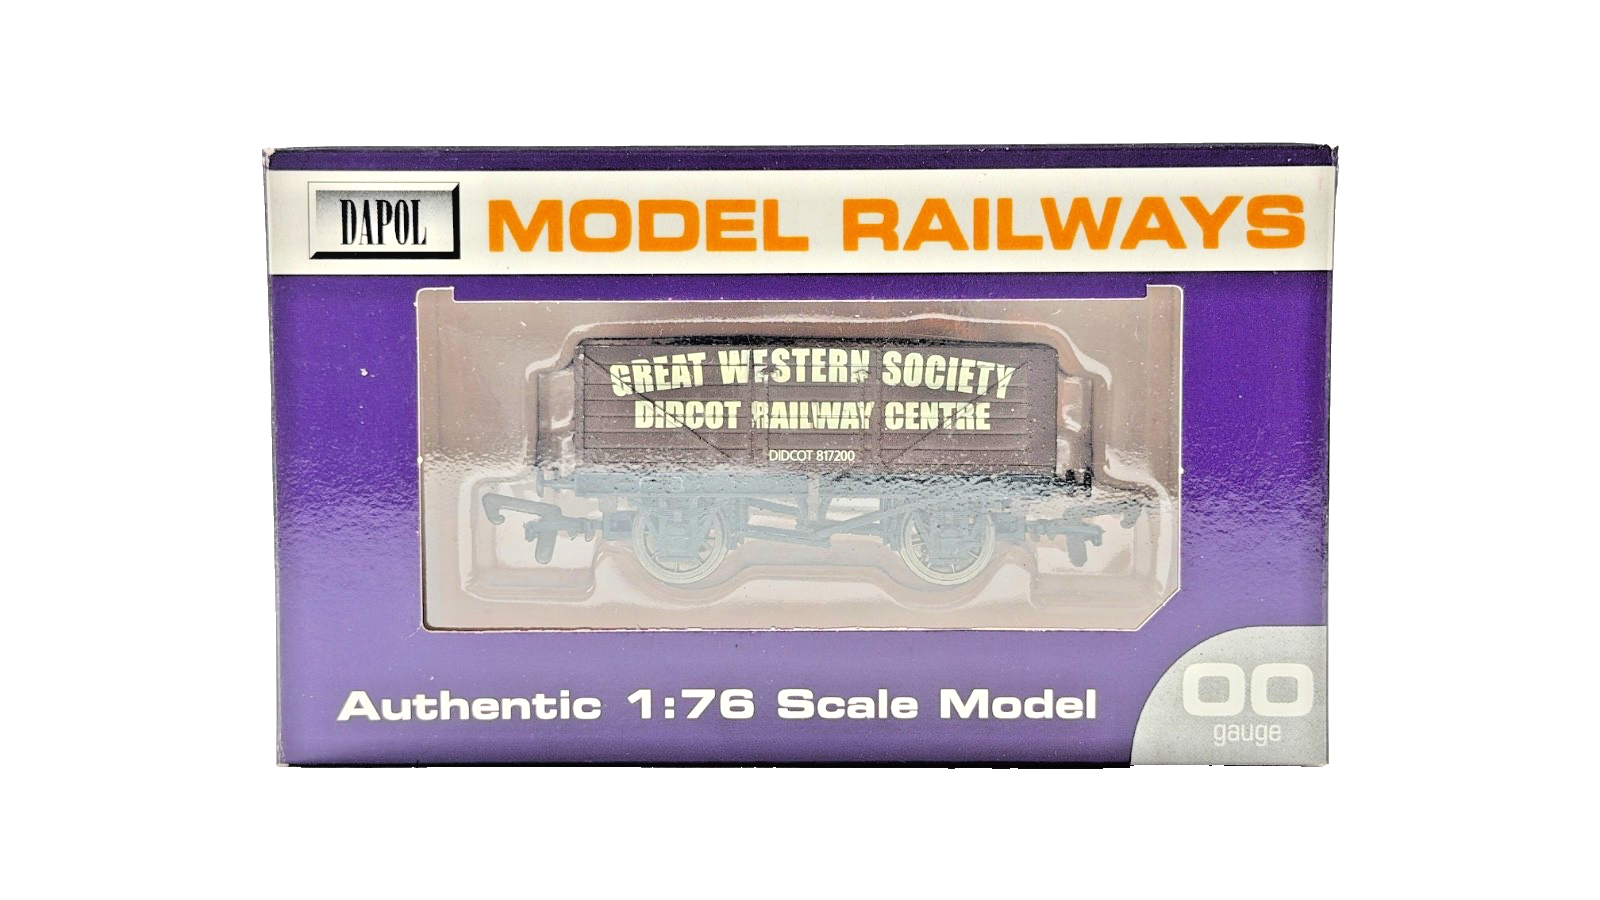 DAPOL
MODEL RAILWAYS
GREAT WESTERN SOCIETY
DIDCOT RAILWAY CENTRE
DIDCOT 817200
Authentic 1:76 Scale Model
OO
gauge